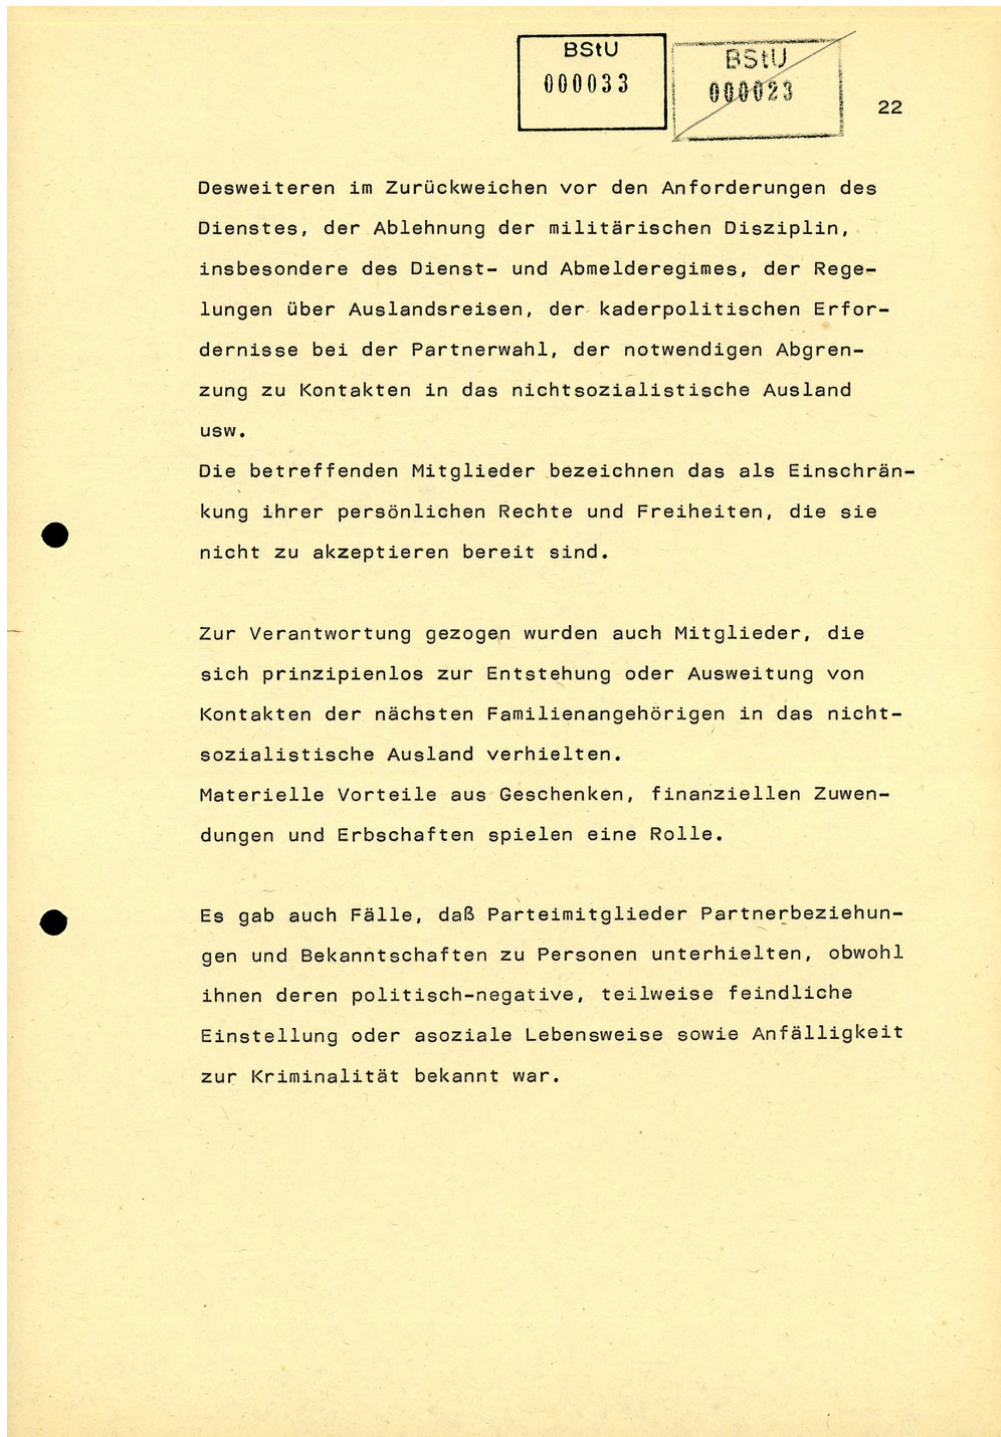 BStU
000033
BStU
000023
22
Desweiteren im Zurückweichen vor den Anforderungen des
Dienstes, der Ablehnung der militärischen Disziplin,
insbesondere des Dienst- und Abmelderegimes, der Rege-
lungen über Auslandsreisen, der kaderpolitischen Erfor-
dernisse bei der Partnerwahl, der notwendigen Abgren-
zung zu Kontakten in das nichtsozialistische Ausland
usw.
Die betreffenden Mitglieder bezeichnen das als Einschrän-
kung ihrer persönlichen Rechte und Freiheiten, die sie
nicht zu akzeptieren bereit sind.
Zur Verantwortung gezogen wurden auch Mitglieder, die
sich prinzipienlos zur Entstehung oder Ausweitung von
Kontakten der nächsten Familienangehörigen in das nicht-
sozialistische Ausland verhielten.
Materielle Vorteile aus Geschenken, finanziellen Zuwen-
dungen und Erbschaften spielen eine Rolle.
Es gab auch Fälle, daß Parteimitglieder Partnerbeziehun-
gen und Bekanntschaften zu Personen unterhielten, obwohl
ihnen deren politisch-negative, teilweise feindliche
Einstellung oder asoziale Lebensweise sowie Anfälligkeit
zur Kriminalität bekannt war.